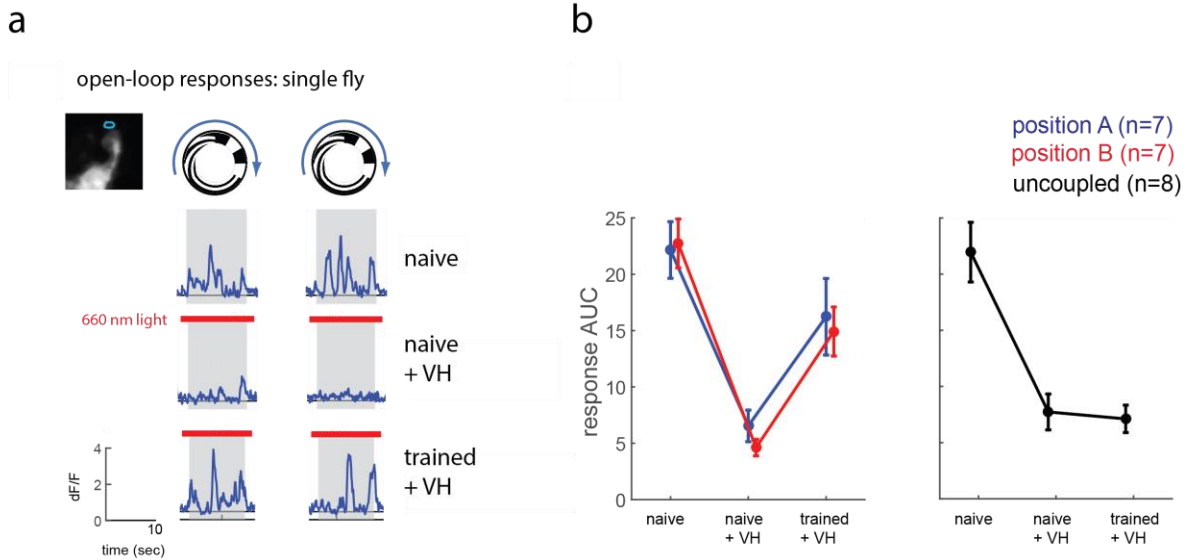 a
open-loop responses: single fly
naive
660 nm light
naive
+ VH
trained
+ VH
4
2
0
dF/F
10
time (sec)
b
position A (n=7)
position B (n=7)
uncoupled (n=8)
25
20
15
10
5
0
response AUC
naive
naive
+ VH
trained
+ VH
naive
naive
+ VH
trained
+ VH